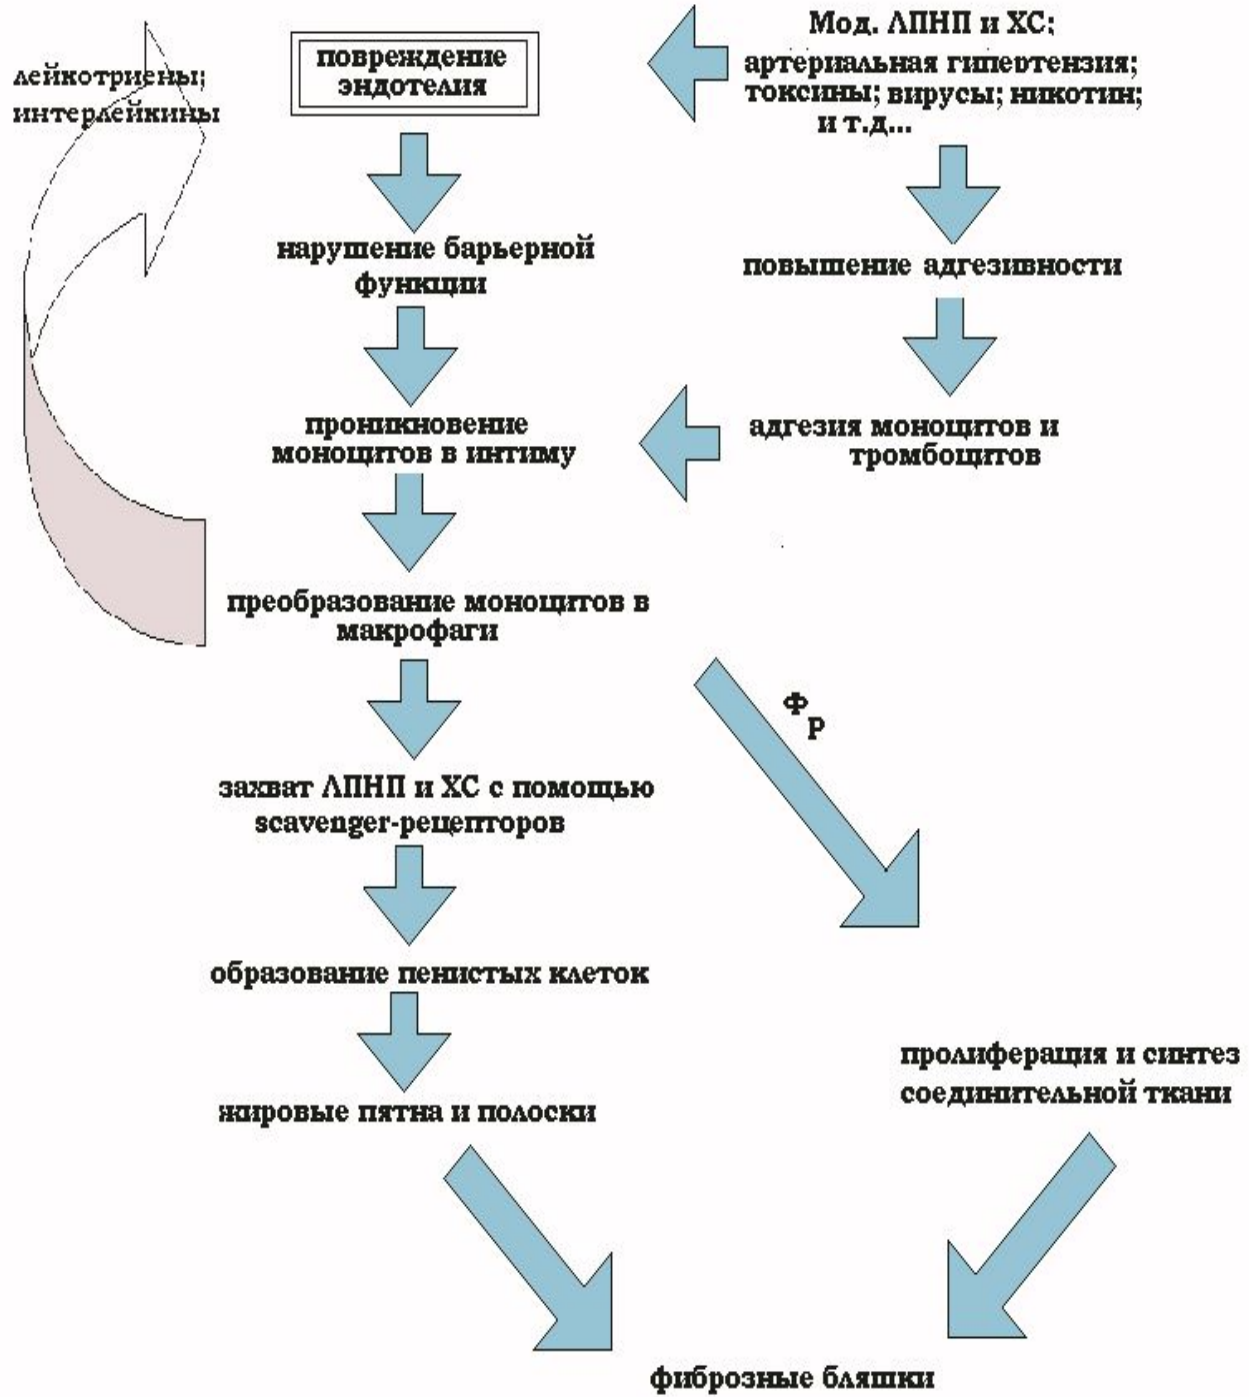 лейкотриены;
интерлейкины
повреждение
эндотелия
Мод. ЛПНП и ХС;
артериальная гипертензия;
токсины; вирусы; никотин;
и т.д...
нарушение барьерной
функции
повышение адгезивности
проникновение
моноцитов в интиму
адгезия моноцитов и
тромбоцитов
преобразование моноцитов в
макрофаги
Ф
р
захват ЛПНП и ХС с помощью
scavenger-рецепторов
образование пенистых клеток
пролиферация и синтез
соединительной ткани
жировые пятна и полоски
фиброзные бляшки